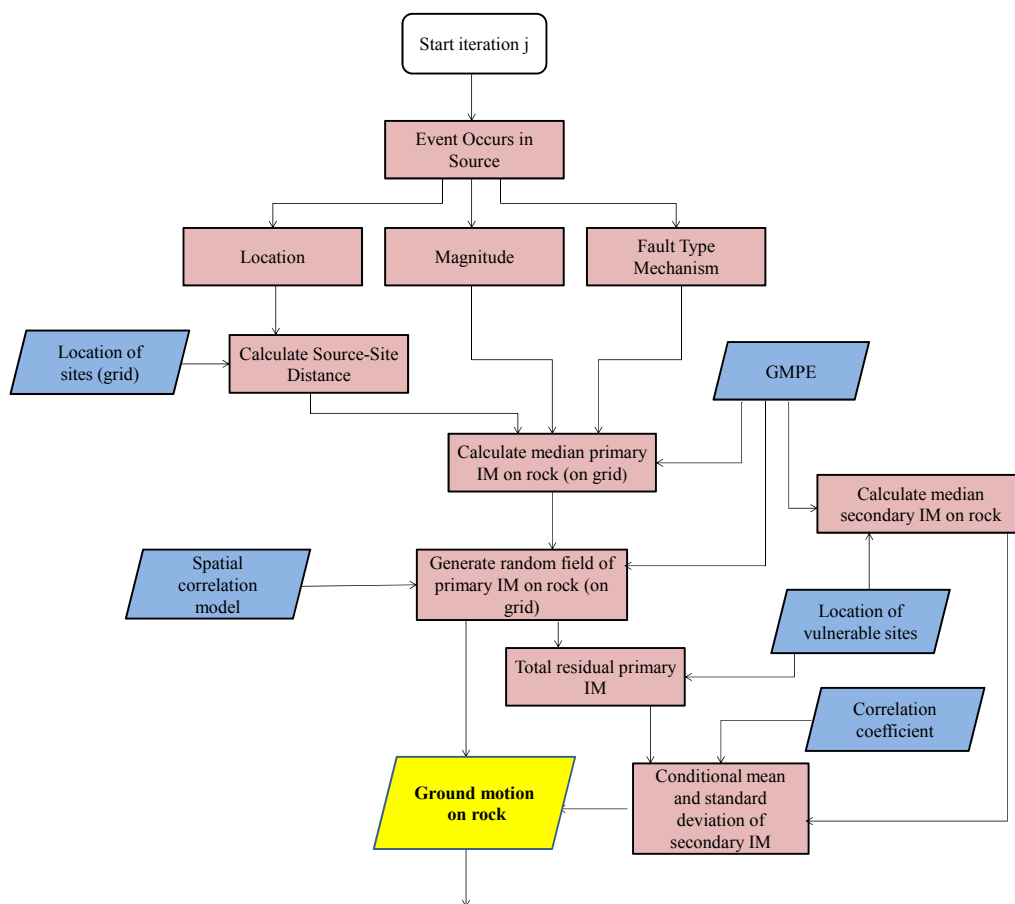 Start iteration j
Event Occurs in
Source
Location
Magnitude
Fault Type
Mechanism
Location of
sites (grid)
Calculate Source-Site
Distance
GMPE
Calculate median primary
IM on rock (on grid)
Calculate median
secondary IM on rock
Spatial
correlation
model
Generate random field of
primary IM on rock (on
grid)
Location of
vulnerable sites
Total residual primary
IM
Correlation
coefficient
Ground motion
on rock
Conditional mean
and standard
deviation of
secondary IM